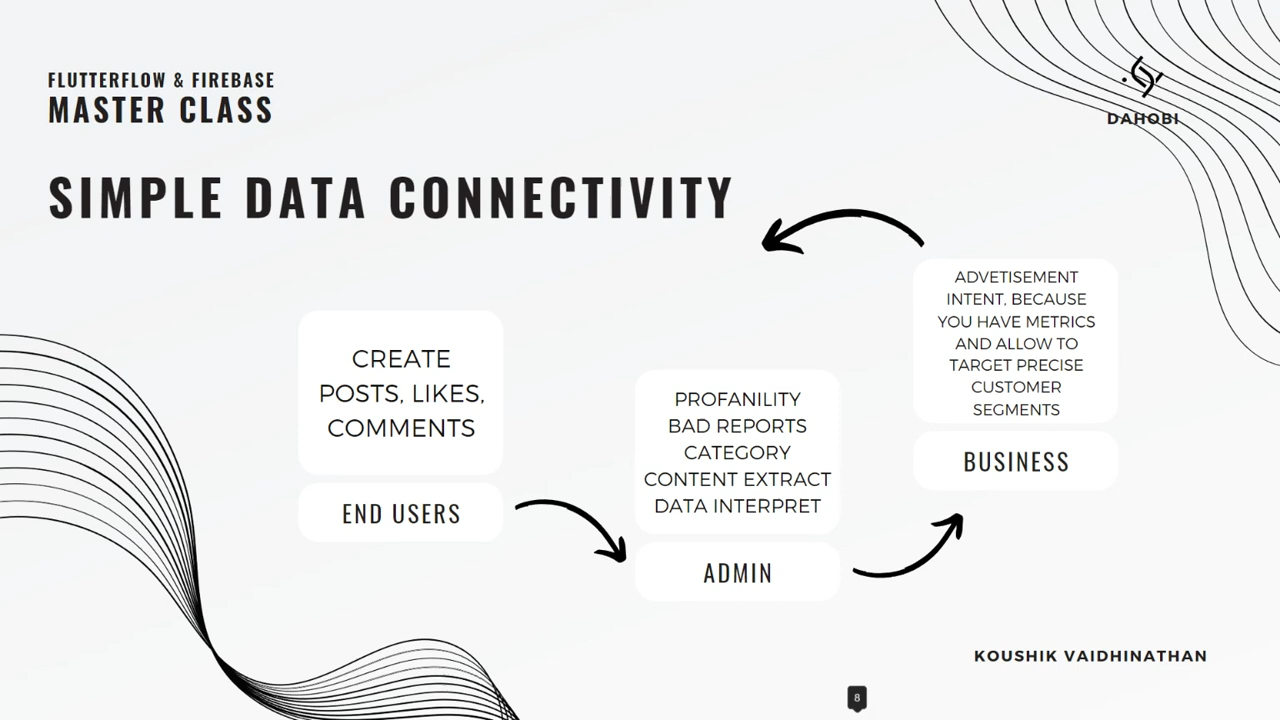 FLUTTERFLOW & FIREBASE
MASTER CLASS
DAHOBI
SIMPLE DATA CONNECTIVITY
CREATE
POSTS, LIKES,
COMMENTS
END USERS
PROFANILITY
BAD REPORTS
CATEGORY
CONTENT EXTRACT
DATA INTERPRET
ADMIN
ADVETISEMENT
INTENT, BECAUSE
YOU HAVE METRICS
AND ALLOW TO
TARGET PRECISE
CUSTOMER
SEGMENTS
BUSINESS
KOUSHIK VAIDHINATHAN
8